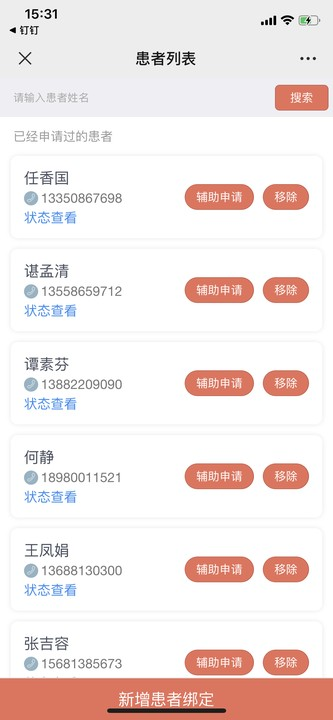 15:31
◀ 钉钉
患者列表
请输入患者姓名
搜索
已经申请过的患者
任香国
13350867698
状态查看
辅助申请
移除
谌孟清
13558659712
状态查看
辅助申请
移除
谭素芬
13882209090
状态查看
辅助申请
移除
何静
18980011521
状态查看
辅助申请
移除
王凤娟
13688130300
状态查看
辅助申请
移除
张吉容
15681385673
辅助申请
移除
新增患者绑定